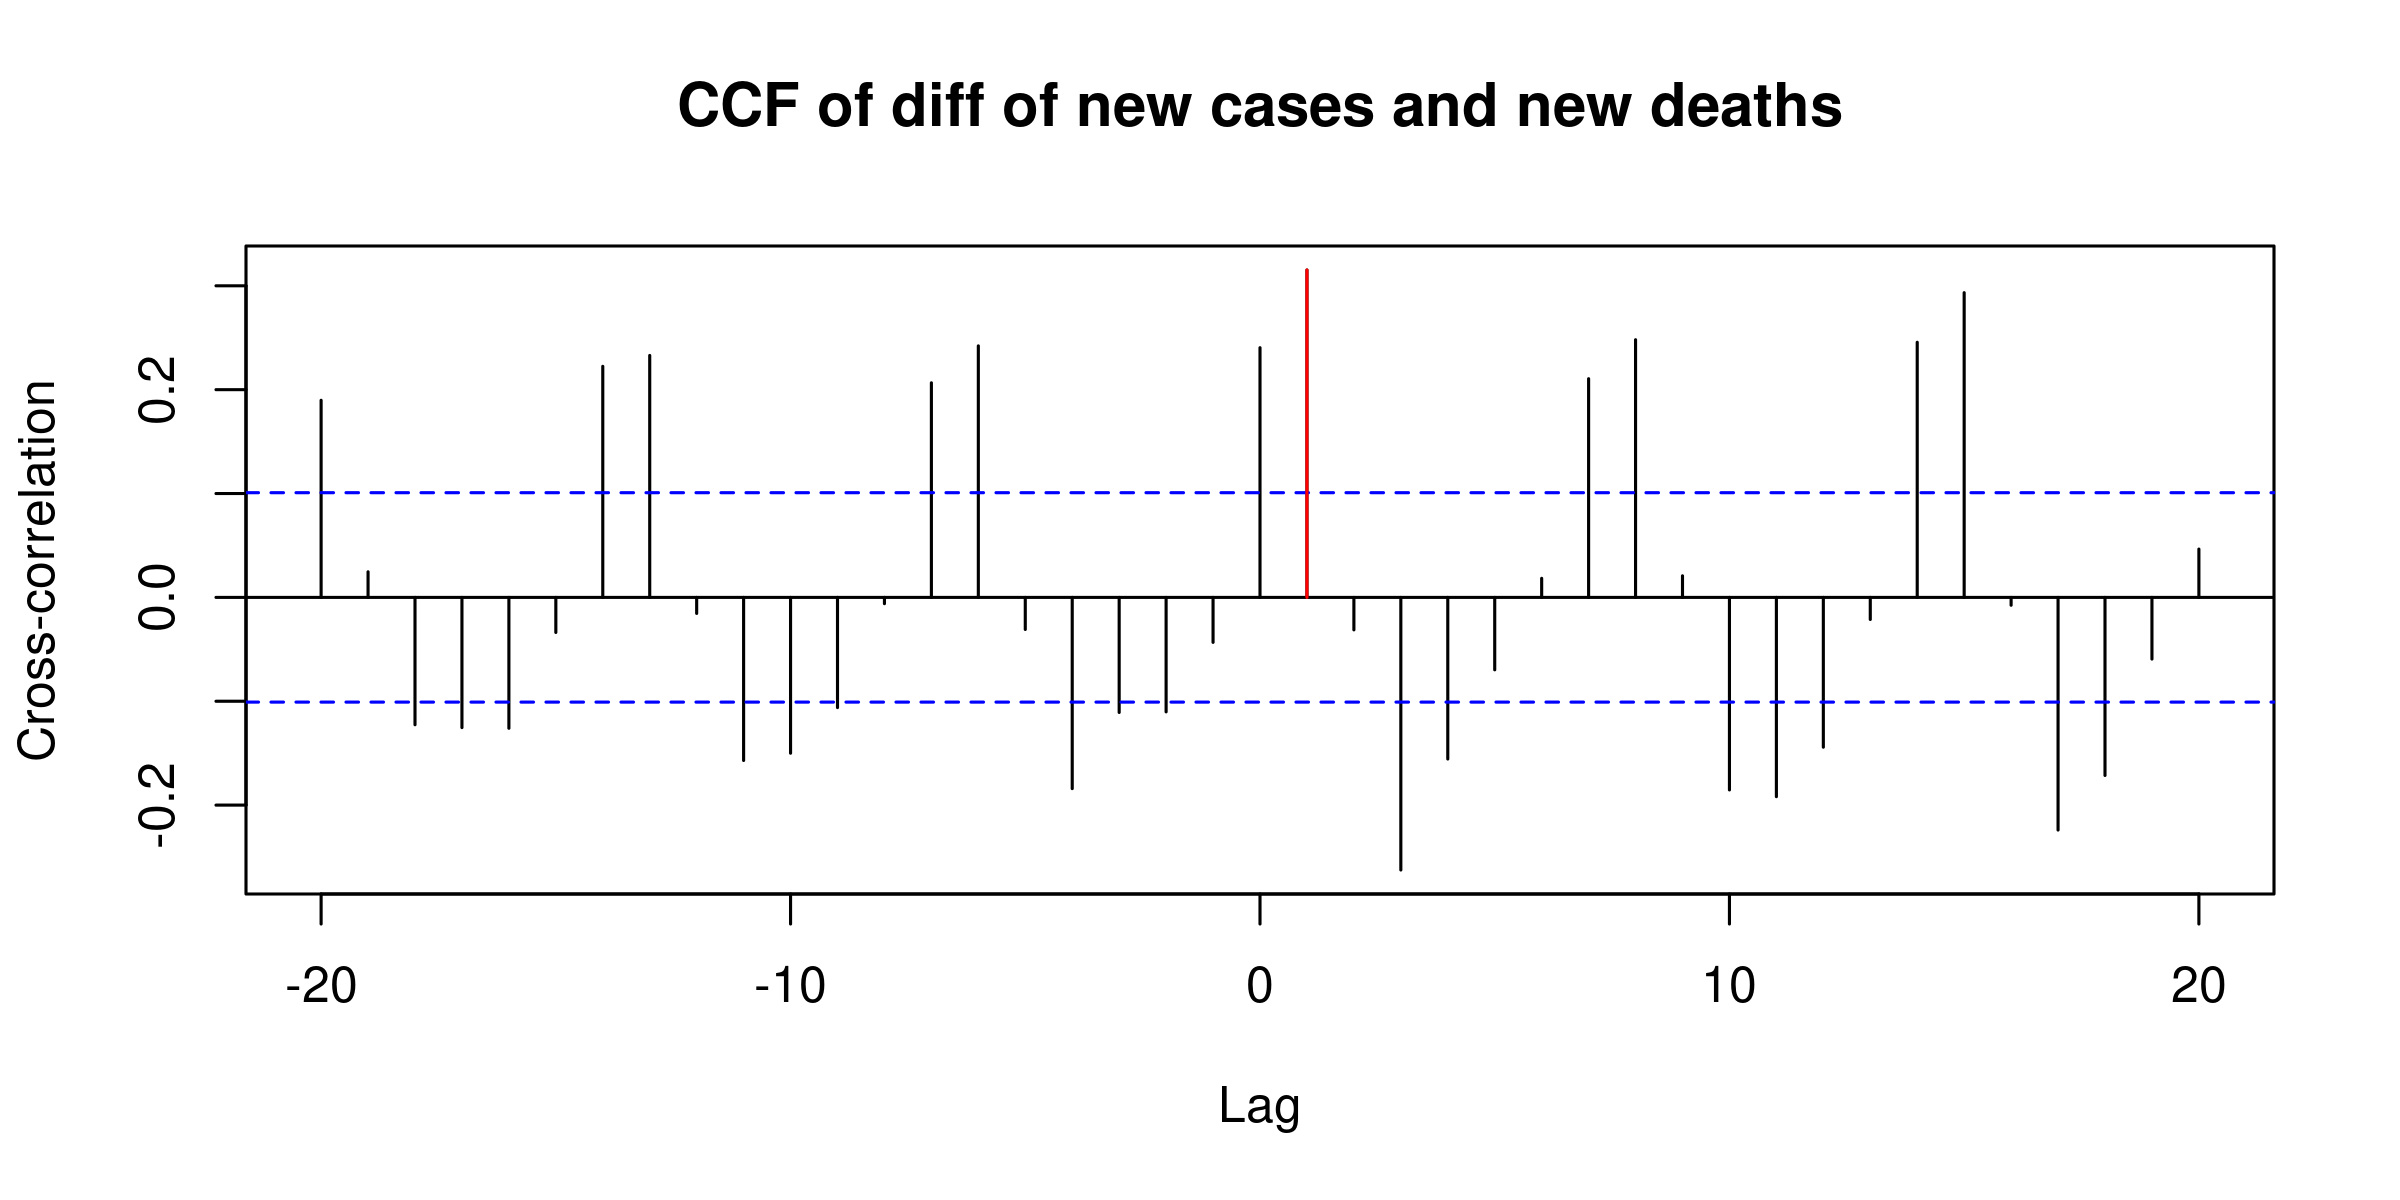 CCF of diff of new cases and new deaths
Cross-correlation
0.2
0.0
-0.2
-20 -10 0 10 20
Lag